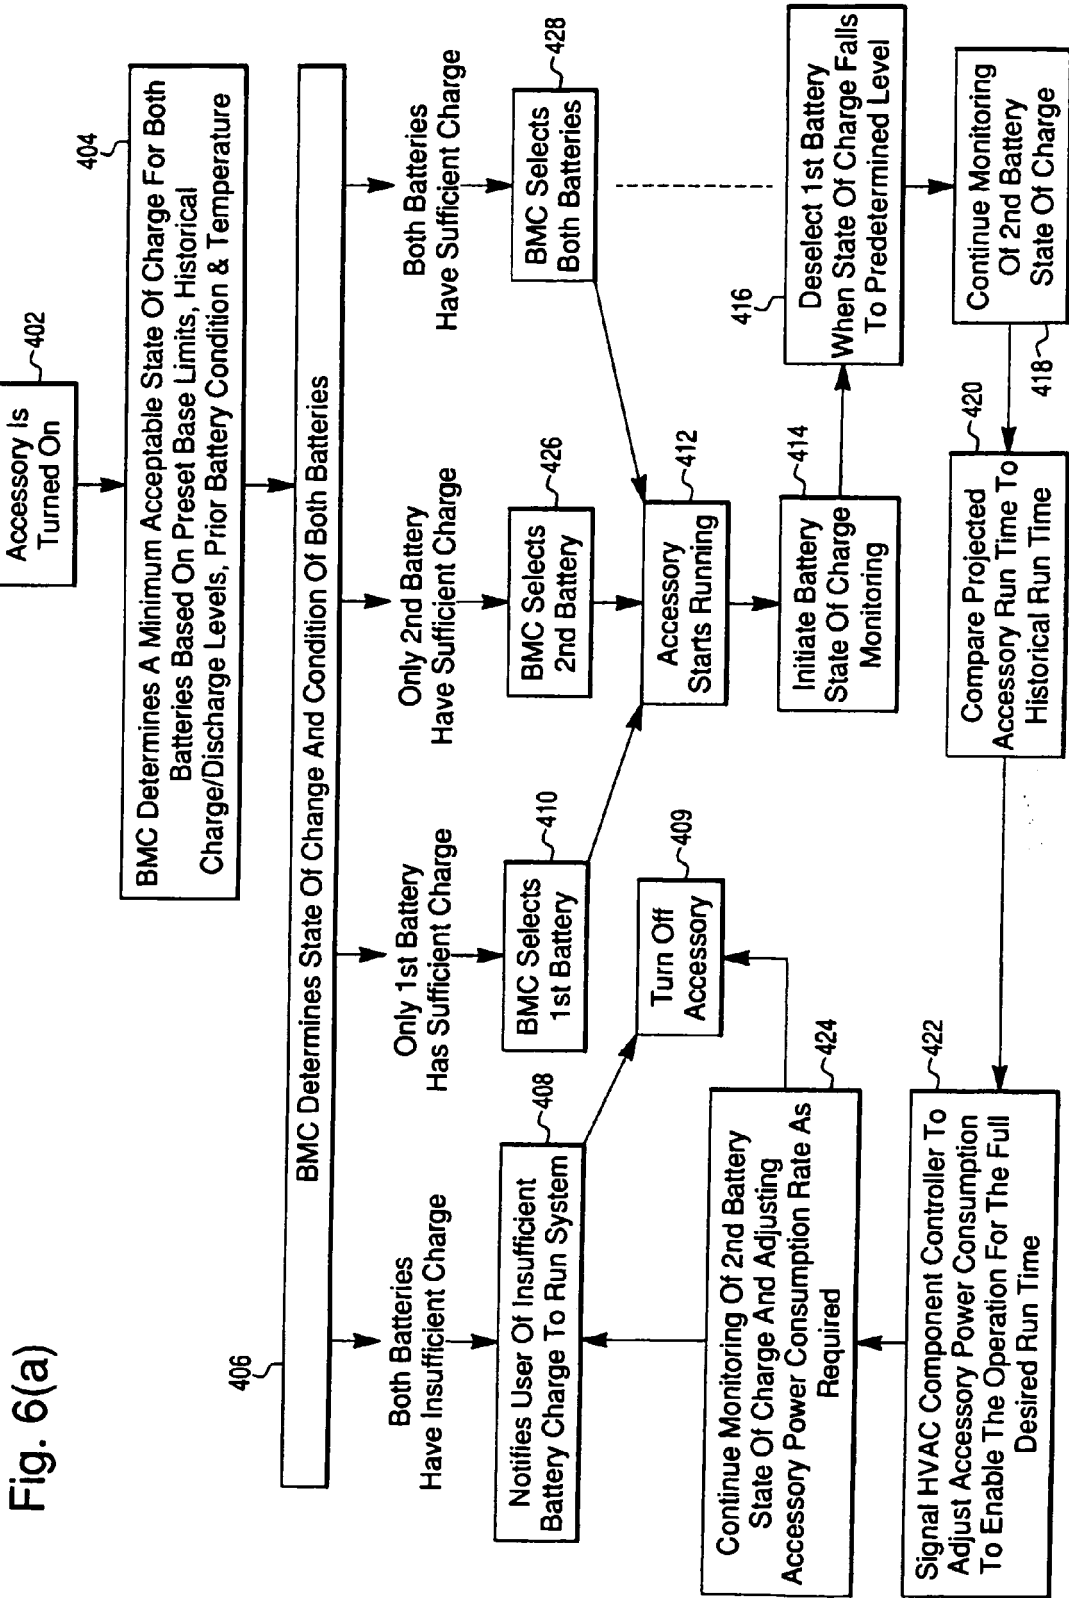 Fig. 6(a)
Accessory Is
Turned On
402
404
BMC Determines A Minimum Acceptable State Of Charge For Both
Batteries Based On Preset Base Limits, Historical
Charge/Discharge Levels, Prior Battery Condition & Temperature
406
BMC Determines State Of Change And Condition Of Both Batteries
Both Batteries
Have Insufficient Charge
Only 1st Battery
Has Sufficient Charge
Only 2nd Battery
Have Sufficient Charge
Both Batteries
Have Sufficient Charge
408
Notifies User Of Insufficient
Battery Charge To Run System
410
BMC Selects
1st Battery
426
BMC Selects
2nd Battery
428
BMC Selects
Both Batteries
409
Turn Off
Accessory
412
Accessory
Starts Running
414
Initiate Battery
State Of Charge
Monitoring
416
Deselect 1st Battery
When State Of Charge Falls
To Predetermined Level
Continue Monitoring
Of 2nd Battery
State Of Charge
418
420
Compare Projected
Accessory Run Time To
Historical Run Time
422
Signal HVAC Component Controller To
Adjust Accessory Power Consumption
To Enable The Operation For The Full
Desired Run Time
424
Continue Monitoring Of 2nd Battery
State Of Charge And Adjusting
Accessory Power Consumption Rate As
Required